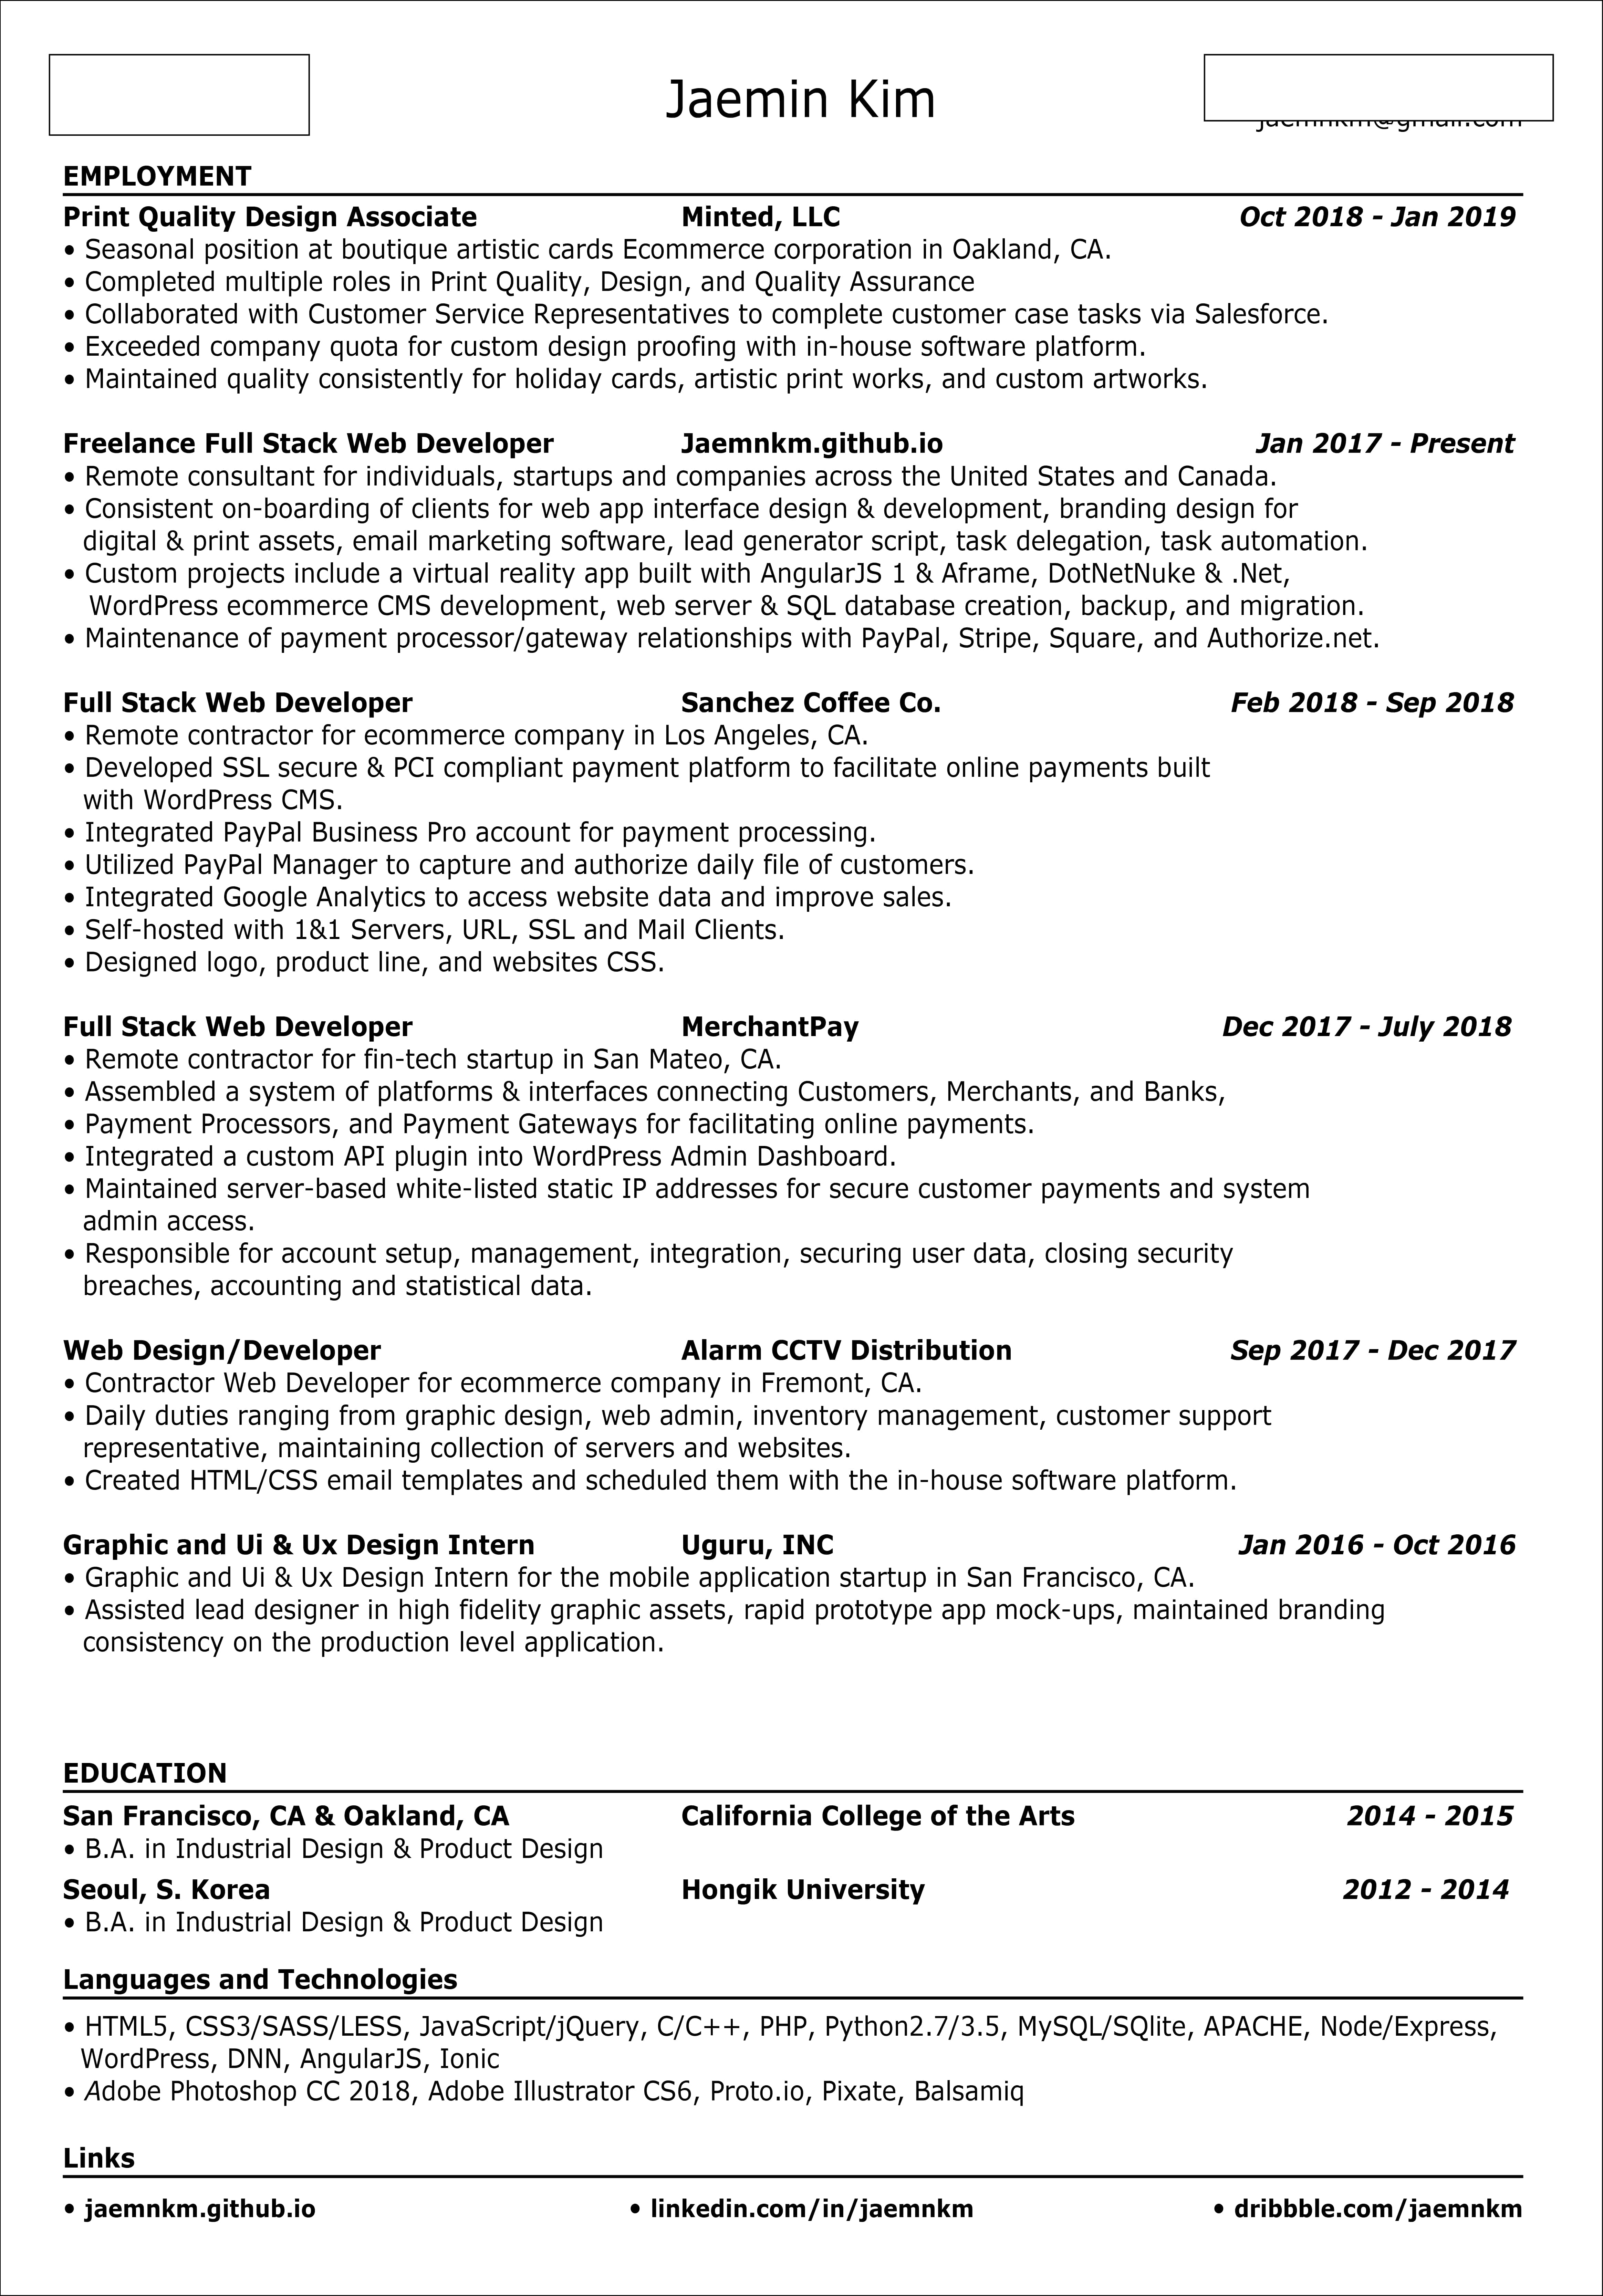 Jaemin Kim
EMPLOYMENT
Print Quality Design Associate Minted, LLC Oct 2018 - Jan 2019
• Seasonal position at boutique artistic cards Ecommerce corporation in Oakland, CA.
• Completed multiple roles in Print Quality, Design, and Quality Assurance
• Collaborated with Customer Service Representatives to complete customer case tasks via Salesforce.
• Exceeded company quota for custom design proofing with in-house software platform.
• Maintained quality consistently for holiday cards, artistic print works, and custom artworks.
Freelance Full Stack Web Developer Jaemnkm.github.io Jan 2017 - Present
• Remote consultant for individuals, startups and companies across the United States and Canada.
• Consistent on-boarding of clients for web app interface design & development, branding design for
digital & print assets, email marketing software, lead generator script, task delegation, task automation.
• Custom projects include a virtual reality app built with AngularJS 1 & Aframe, DotNetNuke & .Net,
WordPress ecommerce CMS development, web server & SQL database creation, backup, and migration.
• Maintenance of payment processor/gateway relationships with PayPal, Stripe, Square, and Authorize.net.
Full Stack Web Developer Sanchez Coffee Co. Feb 2018 - Sep 2018
• Remote contractor for ecommerce company in Los Angeles, CA.
• Developed SSL secure & PCI compliant payment platform to facilitate online payments built
with WordPress CMS.
• Integrated PayPal Business Pro account for payment processing.
• Utilized PayPal Manager to capture and authorize daily file of customers.
• Integrated Google Analytics to access website data and improve sales.
• Self-hosted with 1&1 Servers, URL, SSL and Mail Clients.
• Designed logo, product line, and websites CSS.
Full Stack Web Developer MerchantPay Dec 2017 - July 2018
• Remote contractor for fin-tech startup in San Mateo, CA.
• Assembled a system of platforms & interfaces connecting Customers, Merchants, and Banks,
• Payment Processors, and Payment Gateways for facilitating online payments.
• Integrated a custom API plugin into WordPress Admin Dashboard.
• Maintained server-based white-listed static IP addresses for secure customer payments and system
admin access.
• Responsible for account setup, management, integration, securing user data, closing security
breaches, accounting and statistical data.
Web Design/Developer Alarm CCTV Distribution Sep 2017 - Dec 2017
• Contractor Web Developer for ecommerce company in Fremont, CA.
• Daily duties ranging from graphic design, web admin, inventory management, customer support
representative, maintaining collection of servers and websites.
• Created HTML/CSS email templates and scheduled them with the in-house software platform.
Graphic and Ui & Ux Design Intern Uguru, INC Jan 2016 - Oct 2016
• Graphic and Ui & Ux Design Intern for the mobile application startup in San Francisco, CA.
• Assisted lead designer in high fidelity graphic assets, rapid prototype app mock-ups, maintained branding
consistency on the production level application.
EDUCATION
San Francisco, CA & Oakland, CA California College of the Arts 2014 - 2015
• B.A. in Industrial Design & Product Design
Seoul, S. Korea Hongik University 2012 - 2014
• B.A. in Industrial Design & Product Design
Languages and Technologies
• HTML5, CSS3/SASS/LESS, JavaScript/jQuery, C/C++, PHP, Python2.7/3.5, MySQL/SQlite, APACHE, Node/Express,
WordPress, DNN, AngularJS, Ionic
• Adobe Photoshop CC 2018, Adobe Illustrator CS6, Proto.io, Pixate, Balsamiq
Links
• jaemnkm.github.io • linkedin.com/in/jaemnkm • dribbble.com/jaemnkm